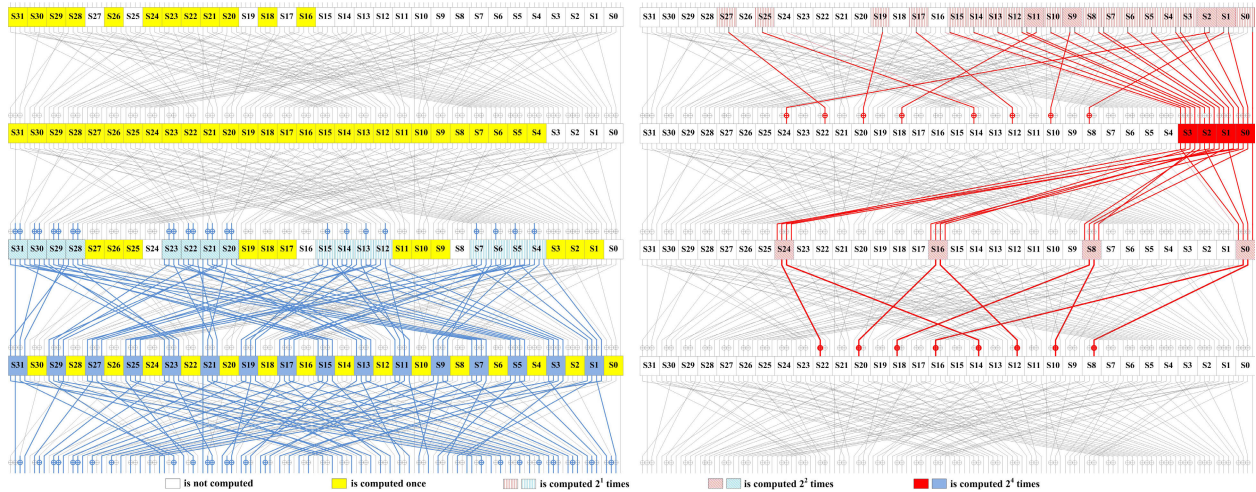 S31 S30 S29 S28 S27 S26 S25 S24 S23 S22 S21 S20 S19 S18 S17 S16 S15 S14 S13 S12 S11 S10 S9 S8 S7 S6 S5 S4 S3 S2 S1 S0
S31 S30 S29 S28 S27 S26 S25 S24 S23 S22 S21 S20 S19 S18 S17 S16 S15 S14 S13 S12 S11 S10 S9 S8 S7 S6 S5 S4 S3 S2 S1 S0
S31 S30 S29 S28 S27 S26 S25 S24 S23 S22 S21 S20 S19 S18 S17 S16 S15 S14 S13 S12 S11 S10 S9 S8 S7 S6 S5 S4 S3 S2 S1 S0
S31 S30 S29 S28 S27 S26 S25 S24 S23 S22 S21 S20 S19 S18 S17 S16 S15 S14 S13 S12 S11 S10 S9 S8 S7 S6 S5 S4 S3 S2 S1 S0
S31 S30 S29 S28 S27 S26 S25 S24 S23 S22 S21 S20 S19 S18 S17 S16 S15 S14 S13 S12 S11 S10 S9 S8 S7 S6 S5 S4 S3 S2 S1 S0
S31 S30 S29 S28 S27 S26 S25 S24 S23 S22 S21 S20 S19 S18 S17 S16 S15 S14 S13 S12 S11 S10 S9 S8 S7 S6 S5 S4 S3 S2 S1 S0
S31 S30 S29 S28 S27 S26 S25 S24 S23 S22 S21 S20 S19 S18 S17 S16 S15 S14 S13 S12 S11 S10 S9 S8 S7 S6 S5 S4 S3 S2 S1 S0
S31 S30 S29 S28 S27 S26 S25 S24 S23 S22 S21 S20 S19 S18 S17 S16 S15 S14 S13 S12 S11 S10 S9 S8 S7 S6 S5 S4 S3 S2 S1 S0
is not computed is computed once is computed 2¹ times is computed 2² times is computed 2⁴ times